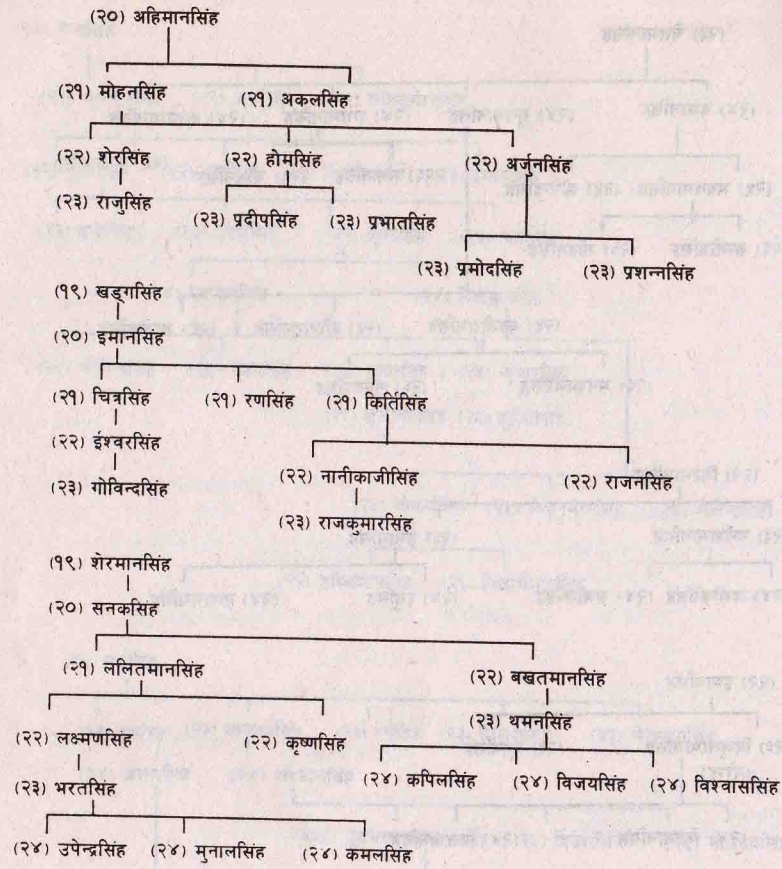 (२०) अहिमानसिंह
(२१) मोहनसिंह (२१) अकलसिंह
(२२) शेरसिंह (२२) होमसिंह (२२) अर्जुनसिंह
(२३) राजुसिंह (२३) प्रदीपसिंह (२३) प्रभातसिंह
(२३) प्रमोदसिंह (२३) प्रशन्नसिंह
(१९) खड्गसिंह
(२०) इमानसिंह
(२१) चित्रसिंह (२१) रणसिंह (२१) किर्तिसिंह
(२२) ईश्वरसिंह
(२२) नानीकाजीसिंह (२२) राजनसिंह
(२३) गोविन्दसिंह
(२३) राजकुमारसिंह
(१९) शेरमानसिंह
(२०) सनकसिंह
(२१) ललितमानसिंह (२२) बखतमानसिंह
(२३) थमनसिंह
(२२) लक्ष्मणसिंह (२२) कृष्णसिंह
(२४) कपिलसिंह (२४) विजयसिंह (२४) विश्वाससिंह
(२३) भरतसिंह
(२४) उपेन्द्रसिंह (२४) मुनालसिंह (२४) कमलसिंह